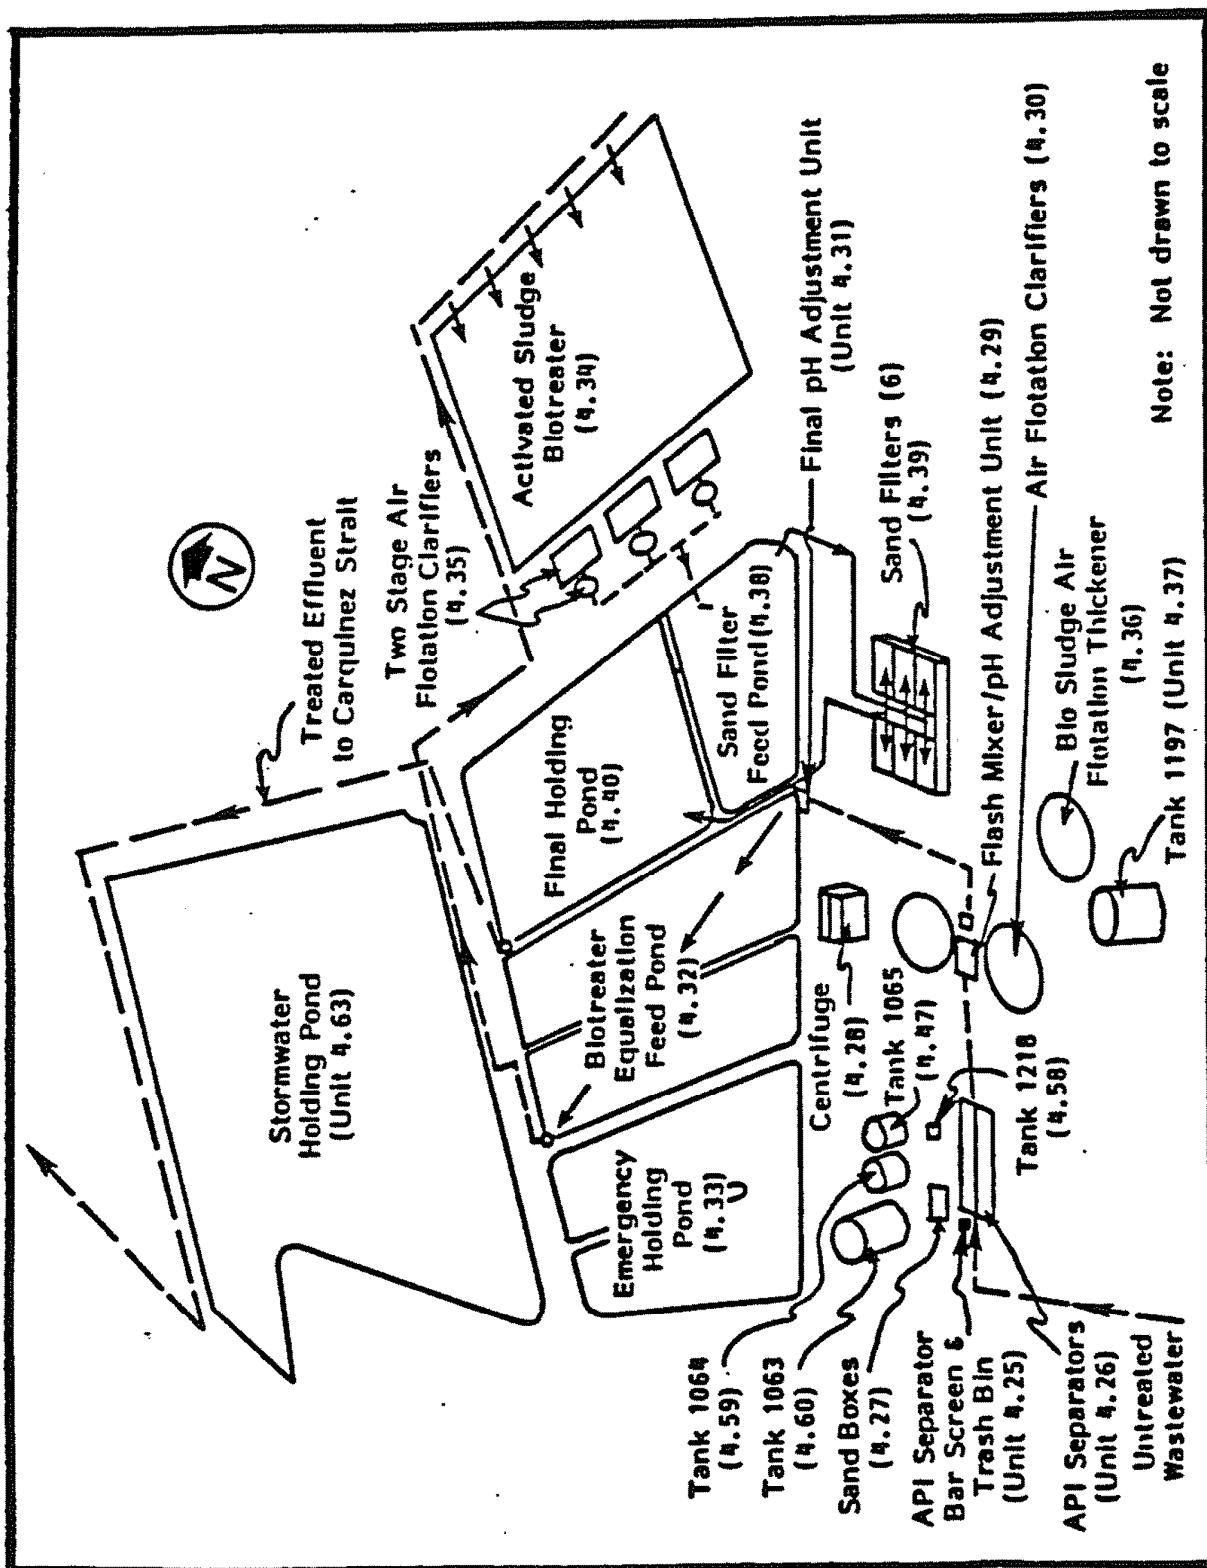 Treated Effluent
to Carquinez Strait
N
Stormwater
Holding Pond
(Unit 4.63)
Two Stage Air
Flotation Clarifiers
(4.35)
Activated Sludge
Biotreater
(4.34)
Final Holding
Pond
(4.40)
Sand Filter
Feed Pond (4.38)
Biotreater
Equalization
Feed Pond
(4.32)
Emergency
Holding
Pond
(4.33)
Final pH Adjustment Unit
(Unit 4.31)
Sand Filters (6)
(4.39)
Centrifuge
(4.28)
Tank 1065
(4.47)
Tank 1064
(4.59)
Tank 1063
(4.60)
Sand Boxes
(4.27)
API Separator
Bar Screen &
Trash Bin
(Unit 4.25)
API Separators
(Unit 4.26)
Untreated
Wastewater
Tank 1218
(4.58)
Flash Mixer/pH Adjustment Unit (4.29)
Air Flotation Clarifiers (4.30)
Bio Sludge Air
Flotation Thickener
(4.36)
Tank 1197 (Unit 4.37)
Note: Not drawn to scale